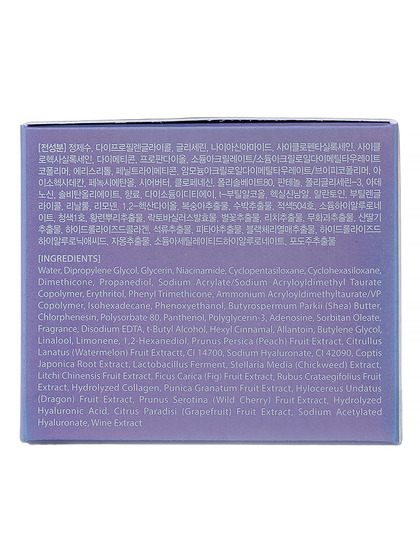 [전성분] 정제수, 다이프로필렌글라이콜, 글리세린, 나이아신아마이드, 사이클로펜타실록세인, 사이클
로헥사실록세인, 다이메티콘, 프로판다이올, 소듐아크릴레이트/소듐아크릴로일다이메틸타우레이트
코폴리머, 에리스리톨, 페닐트라이메티콘, 암모늄아크릴로일다이메틸타우레이트/브이피코폴리머, 아
이소헥사데칸, 페녹시에탄올, 시어버터, 클로페네신, 폴리솔베이트80, 판테놀, 폴리글리세린-3, 아데
노신, 솔비탄올리에이트, 향료, 다이소듐이디티에이, t-부틸알코올, 헥실신남알, 알란토인, 부틸렌글
라이콜, 리날룰, 리모넨, 1,2-헥산다이올, 복숭아추출물, 수박추출물, 적색504호, 소듐하이알루로네
이트, 청색1호, 황련뿌리추출물, 락토바실러스발효물, 별꽃추출물, 리치추출물, 무화과추출물, 산딸기
추출물, 하이드롤라이즈드콜라겐, 석류추출물, 피타야추출물, 블랙체리열매추출물, 하이드롤라이즈드
하이알루로닉애씨드, 자몽추출물, 소듐아세틸레이티드하이알루로네이트, 포도주추출물
[INGREDIENTS]
Water, Dipropylene Glycol, Glycerin, Niacinamide, Cyclopentasiloxane, Cyclohexasiloxane,
Dimethicone, Propanediol, Sodium Acrylate/Sodium Acryloyldimethyl Taurate
Copolymer, Erythritol, Phenyl Trimethicone, Ammonium Acryloyldimethyltaurate/VP
Copolymer, Isohexadecane, Phenoxyethanol, Butyrospermum Parkii (Shea) Butter,
Chlorphenesin, Polysorbate 80, Panthenol, Polyglycerin-3, Adenosine, Sorbitan Oleate,
Fragrance, Disodium EDTA, t-Butyl Alcohol, Hexyl Cinnamal, Allantoin, Butylene Glycol,
Linalool, Limonene, 1,2-Hexanediol, Prunus Persica (Peach) Fruit Extract, Citrullus
Lanatus (Watermelon) Fruit Extractt, CI 14700, Sodium Hyaluronate, CI 42090, Coptis
Japonica Root Extract, Lactobacillus Ferment, Stellaria Media (Chickweed) Extract,
Litchi Chinensis Fruit Extract, Ficus Carica (Fig) Fruit Extract, Rubus Crataegifolius Fruit
Extract, Hydrolyzed Collagen, Punica Granatum Fruit Extract, Hylocereus Undatus
(Dragon) Fruit Extract, Prunus Serotina (Wild Cherry) Fruit Extract, Hydrolyzed
Hyaluronic Acid, Citrus Paradisi (Grapefruit) Fruit Extract, Sodium Acetylated
Hyaluronate, Wine Extract